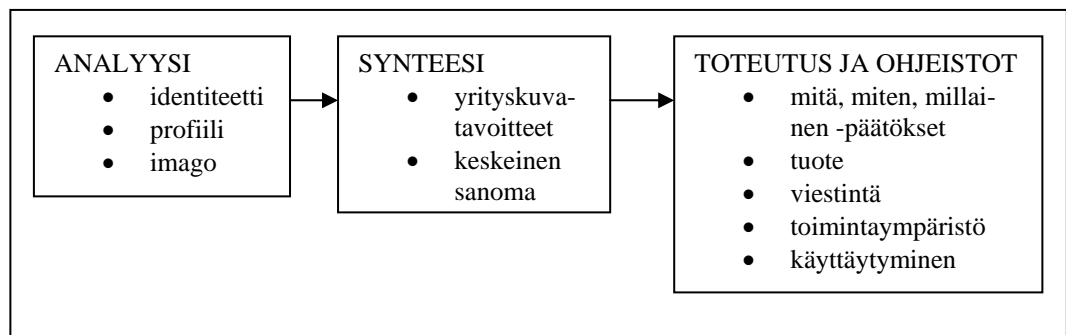 ANALYYSI
• identiteetti
• profiili
• imago
SYNTEESI
• yrityskuva-
tavoitteet
• keskeinen
sanoma
TOTEUTUS JA OHJEISTOT
• mitä, miten, millai-
nen -päätökset
• tuote
• viestintä
• toimintaympäristö
• käyttäytyminen